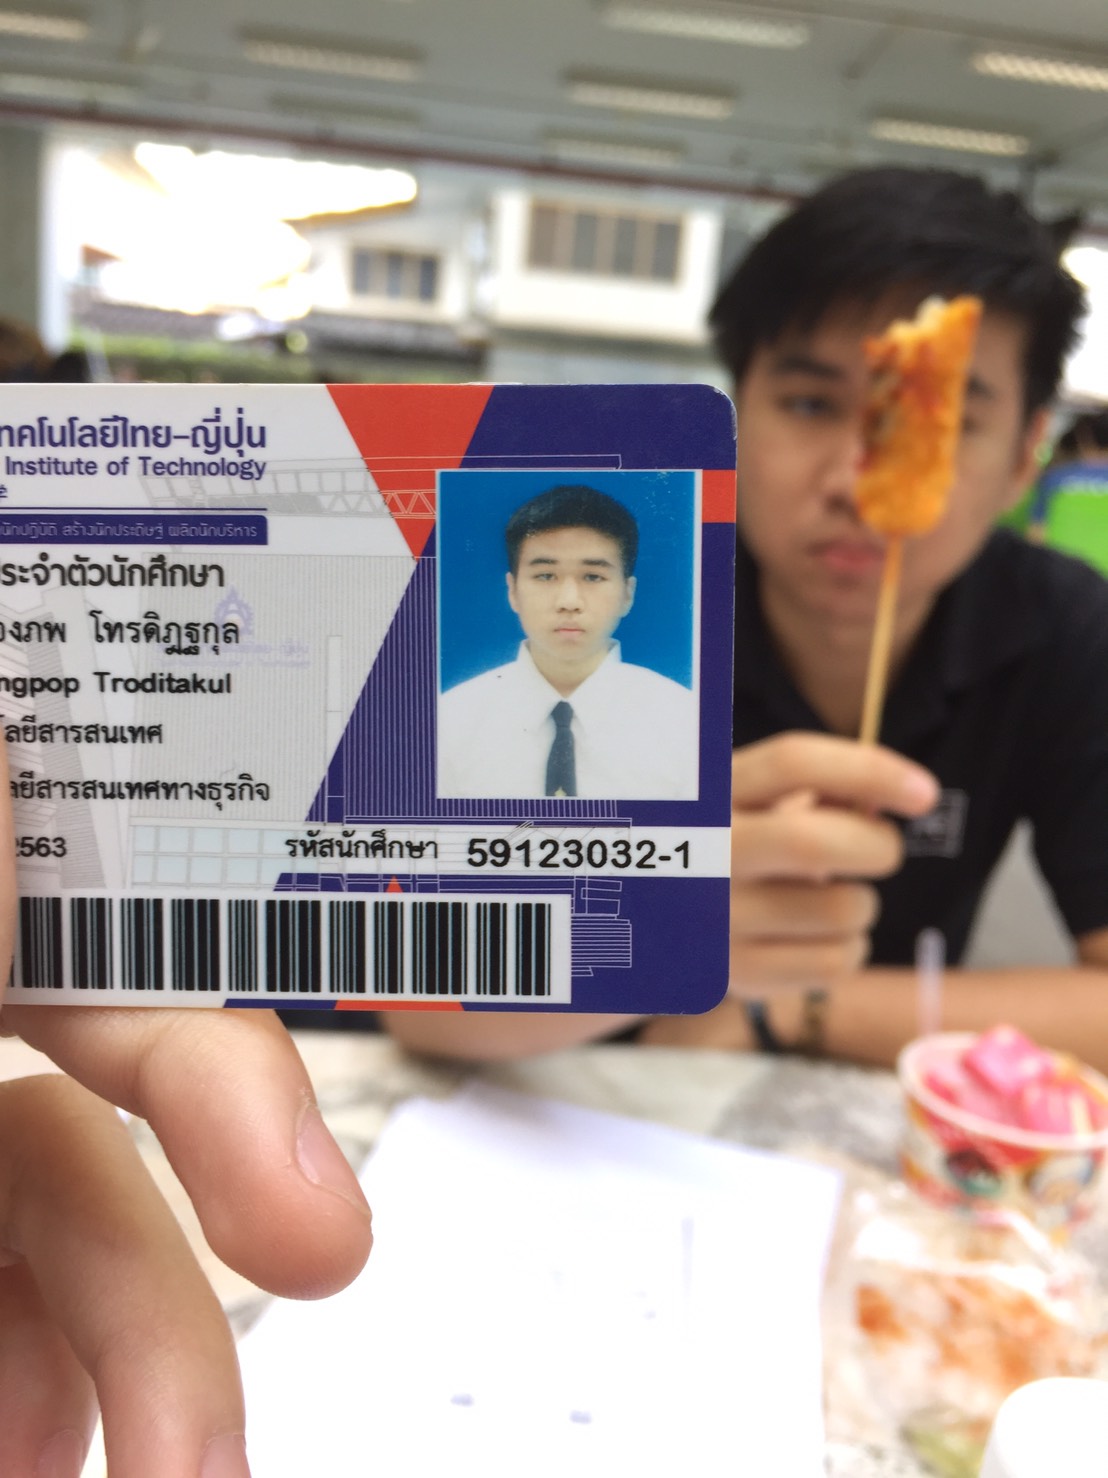 ทคโนโลยีไทย-ญี่ปุ่น
Institute of Technology
นักปฏิบัติ สร้างนักประดิษฐ์ ผลิตนักบริหาร
ระจำตัวนักศึกษา
องภพ โทรดิฏฐกุล
ngpop Troditakul
โลยีสารสนเทศ
ลยีสารสนเทศทางธุรกิจ
2563
รหัสนักศึกษา 59123032-1